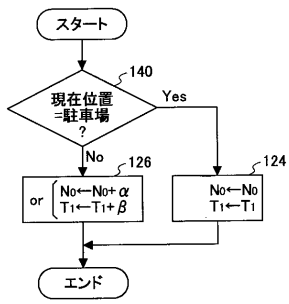 スタート
140
現在位置
=駐車場
?
Yes
No
126
124
or
N₀←N₀+α
T₁←T₁+β
N₀←N₀
T₁←T₁
エンド